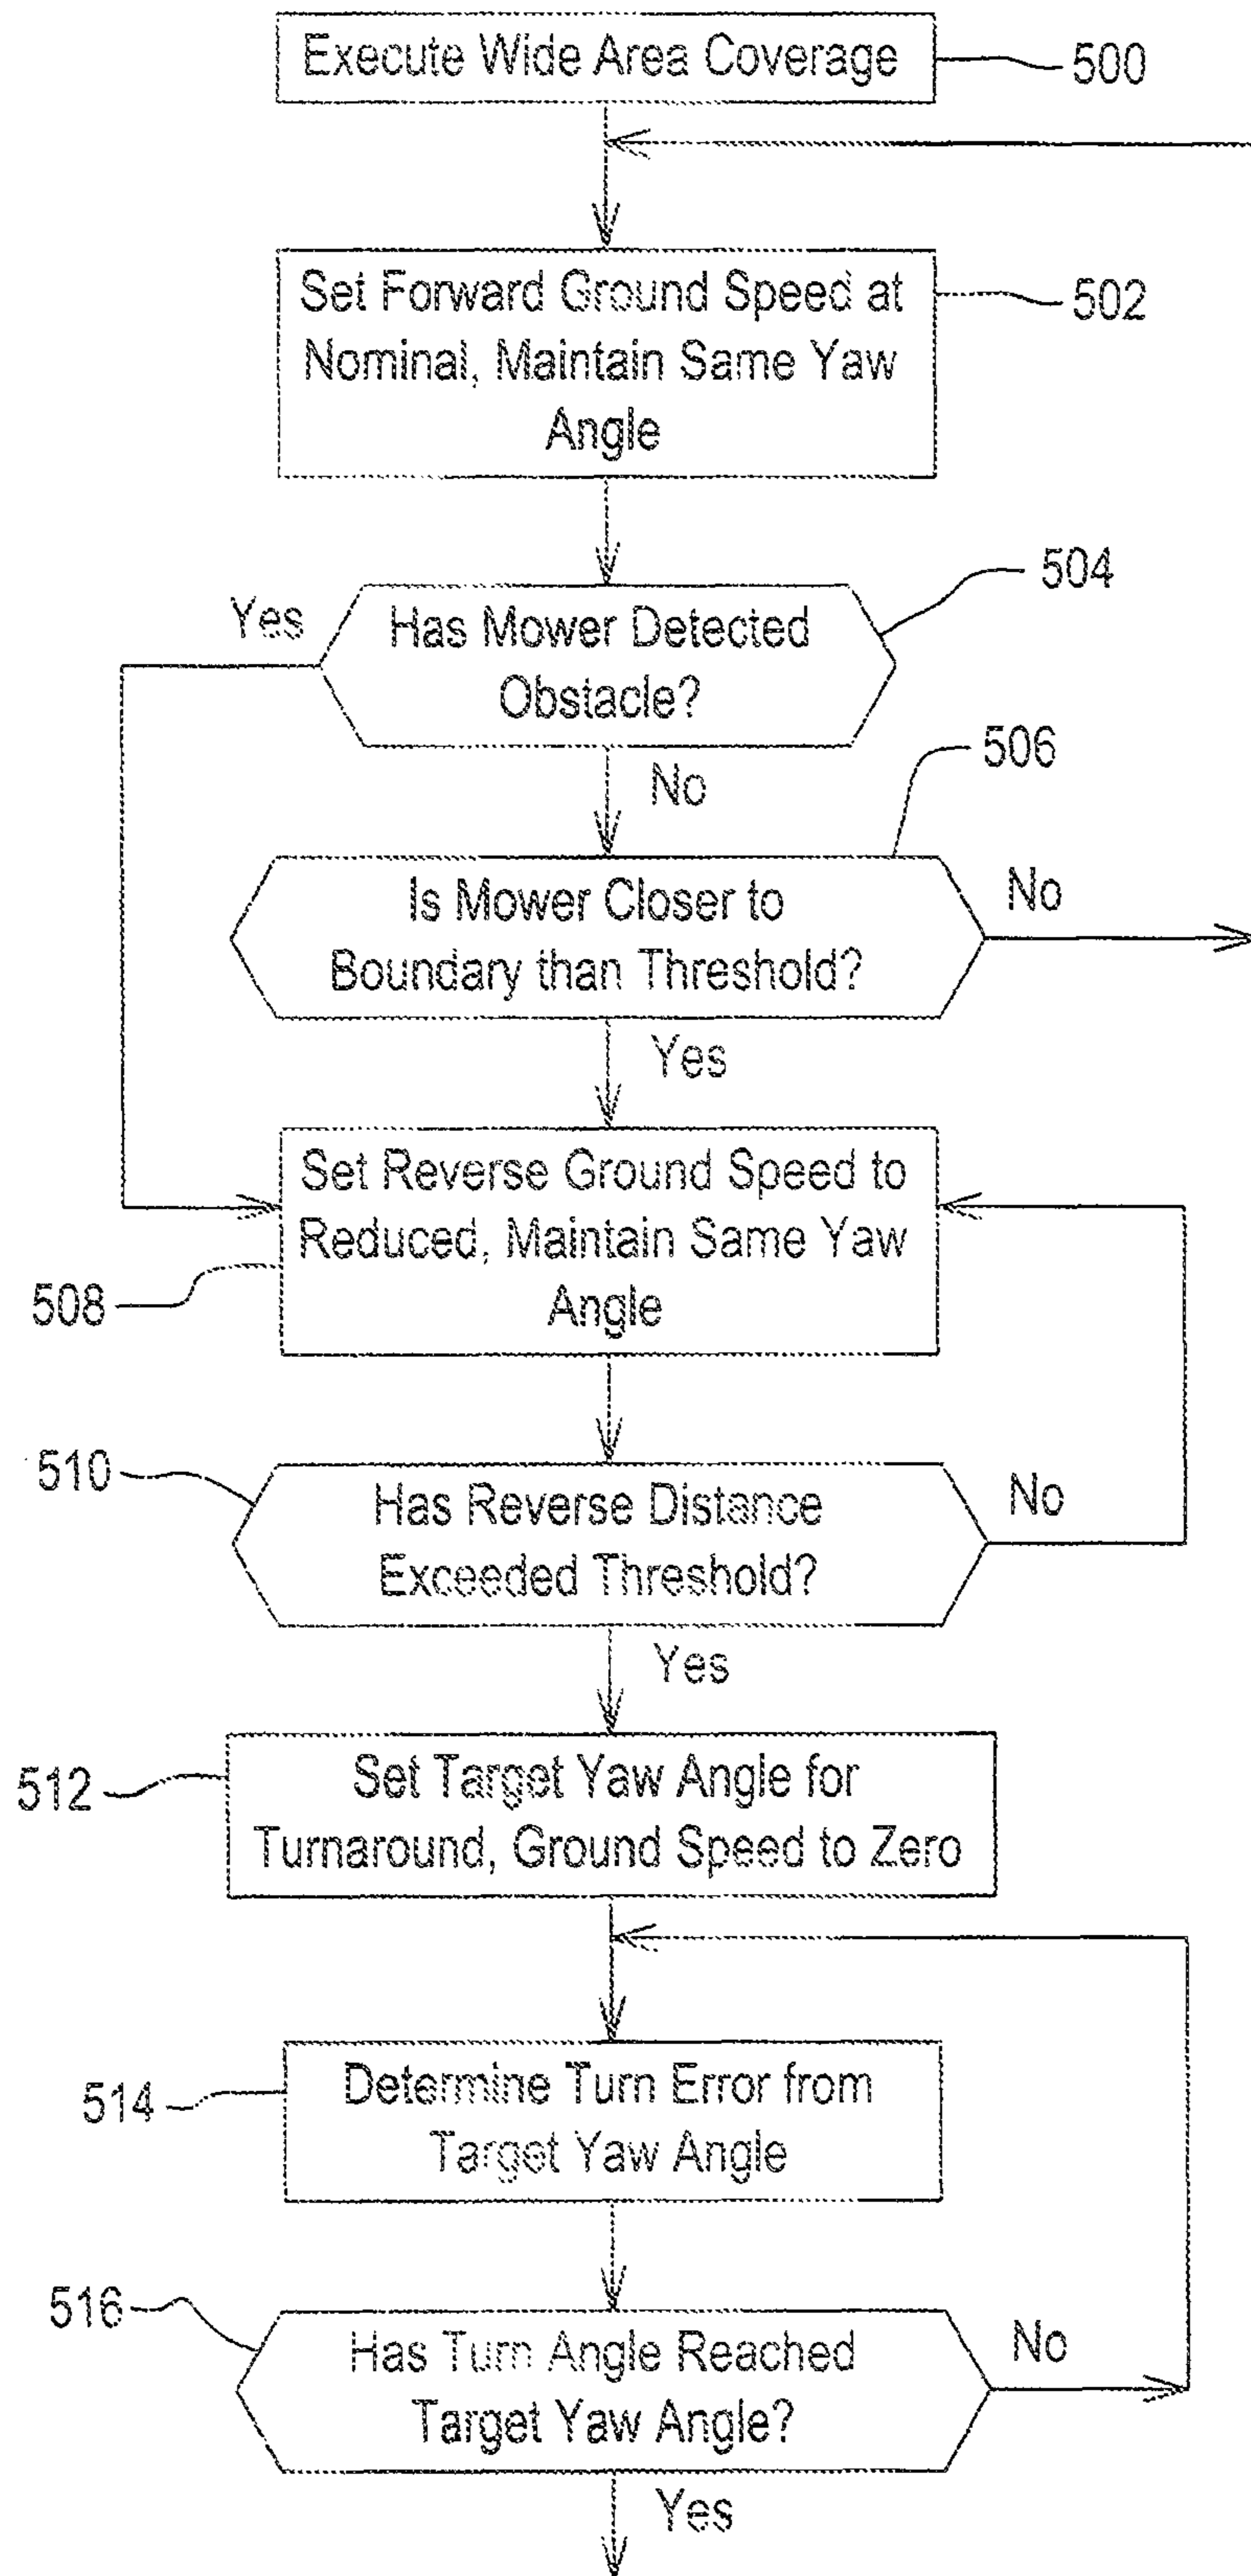 Execute Wide Area Coverage
500
Set Forward Ground Speed at
Nominal, Maintain Same Yaw
Angle
502
504
Yes
Has Mower Detected
Obstacle?
No
506
Is Mower Closer to
Boundary than Threshold?
No
Yes
Set Reverse Ground Speed to
Reduced, Maintain Same Yaw
Angle
508
510
Has Reverse Distance
Exceeded Threshold?
No
Yes
512
Set Target Yaw Angle for
Turnaround, Ground Speed to Zero
514
Determine Turn Error from
Target Yaw Angle
516
Has Turn Angle Reached
Target Yaw Angle?
No
Yes